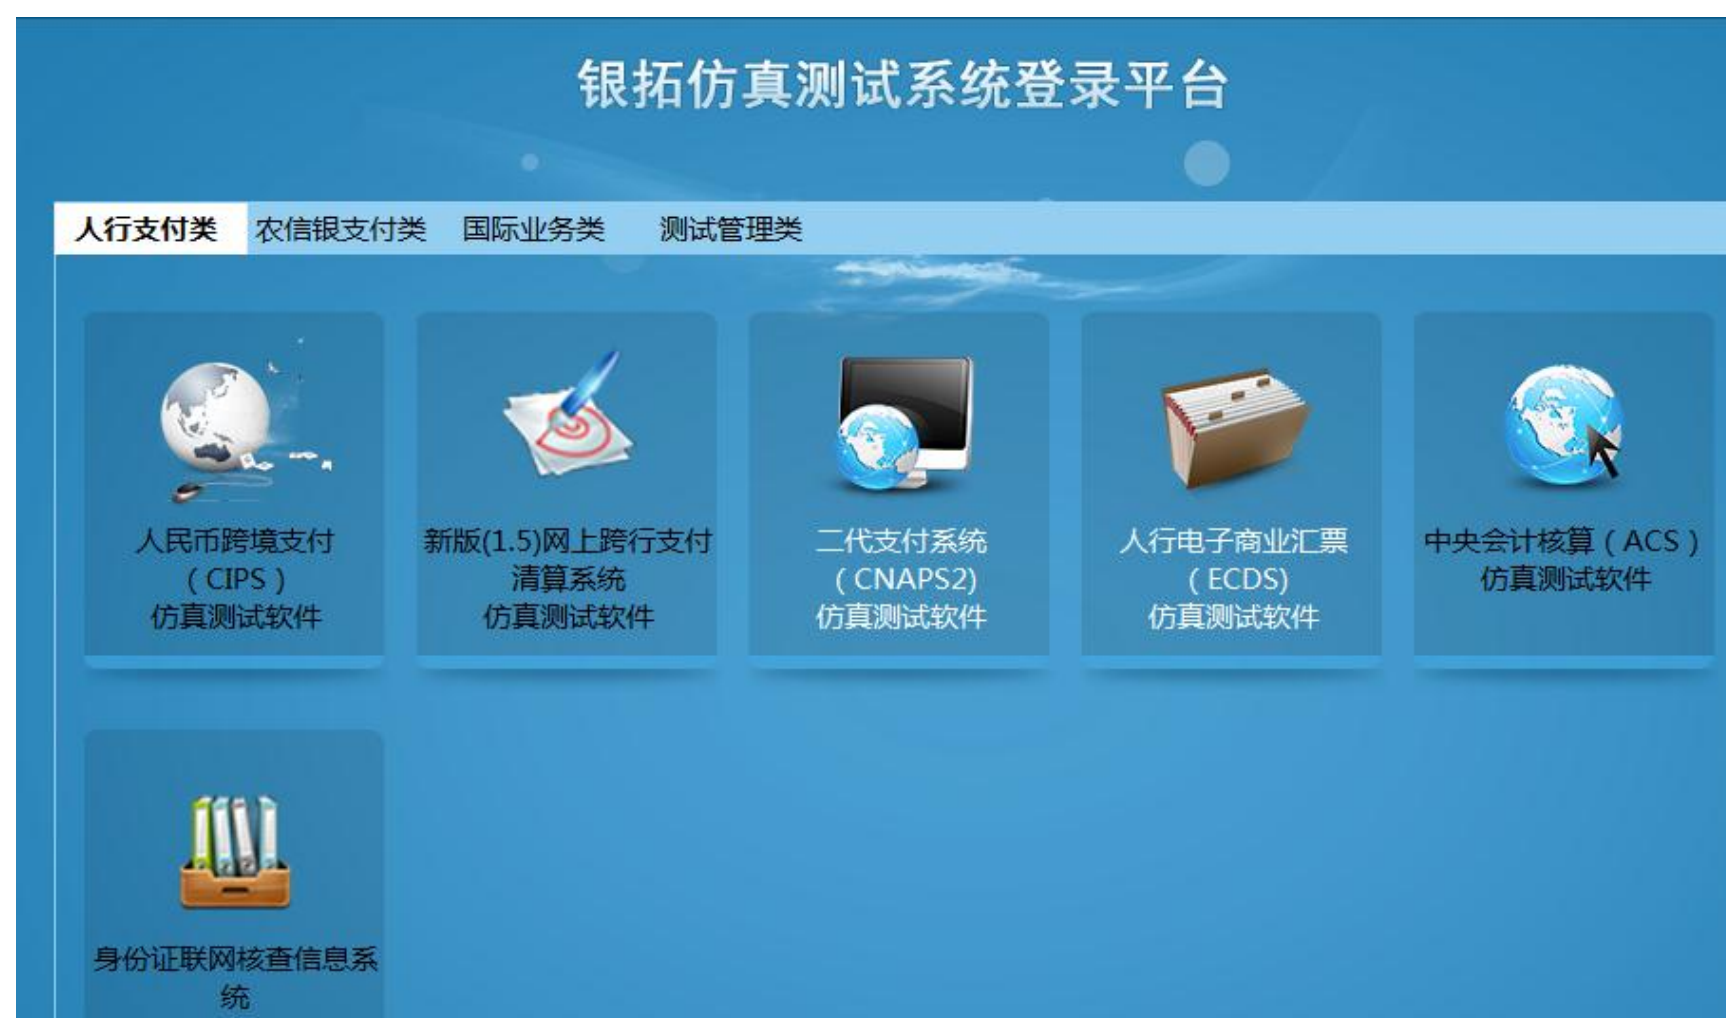 银拓仿真测试系统登录平台
人行支付类 农信银支付类 国际业务类 测试管理类
人民币跨境支付
（CIPS）
仿真测试软件
新版(1.5)网上跨行支付
清算系统
仿真测试软件
二代支付系统
（CNAPS2)
仿真测试软件
人行电子商业汇票
（ECDS)
仿真测试软件
中央会计核算（ACS）
仿真测试软件
身份证联网核查信息系
统